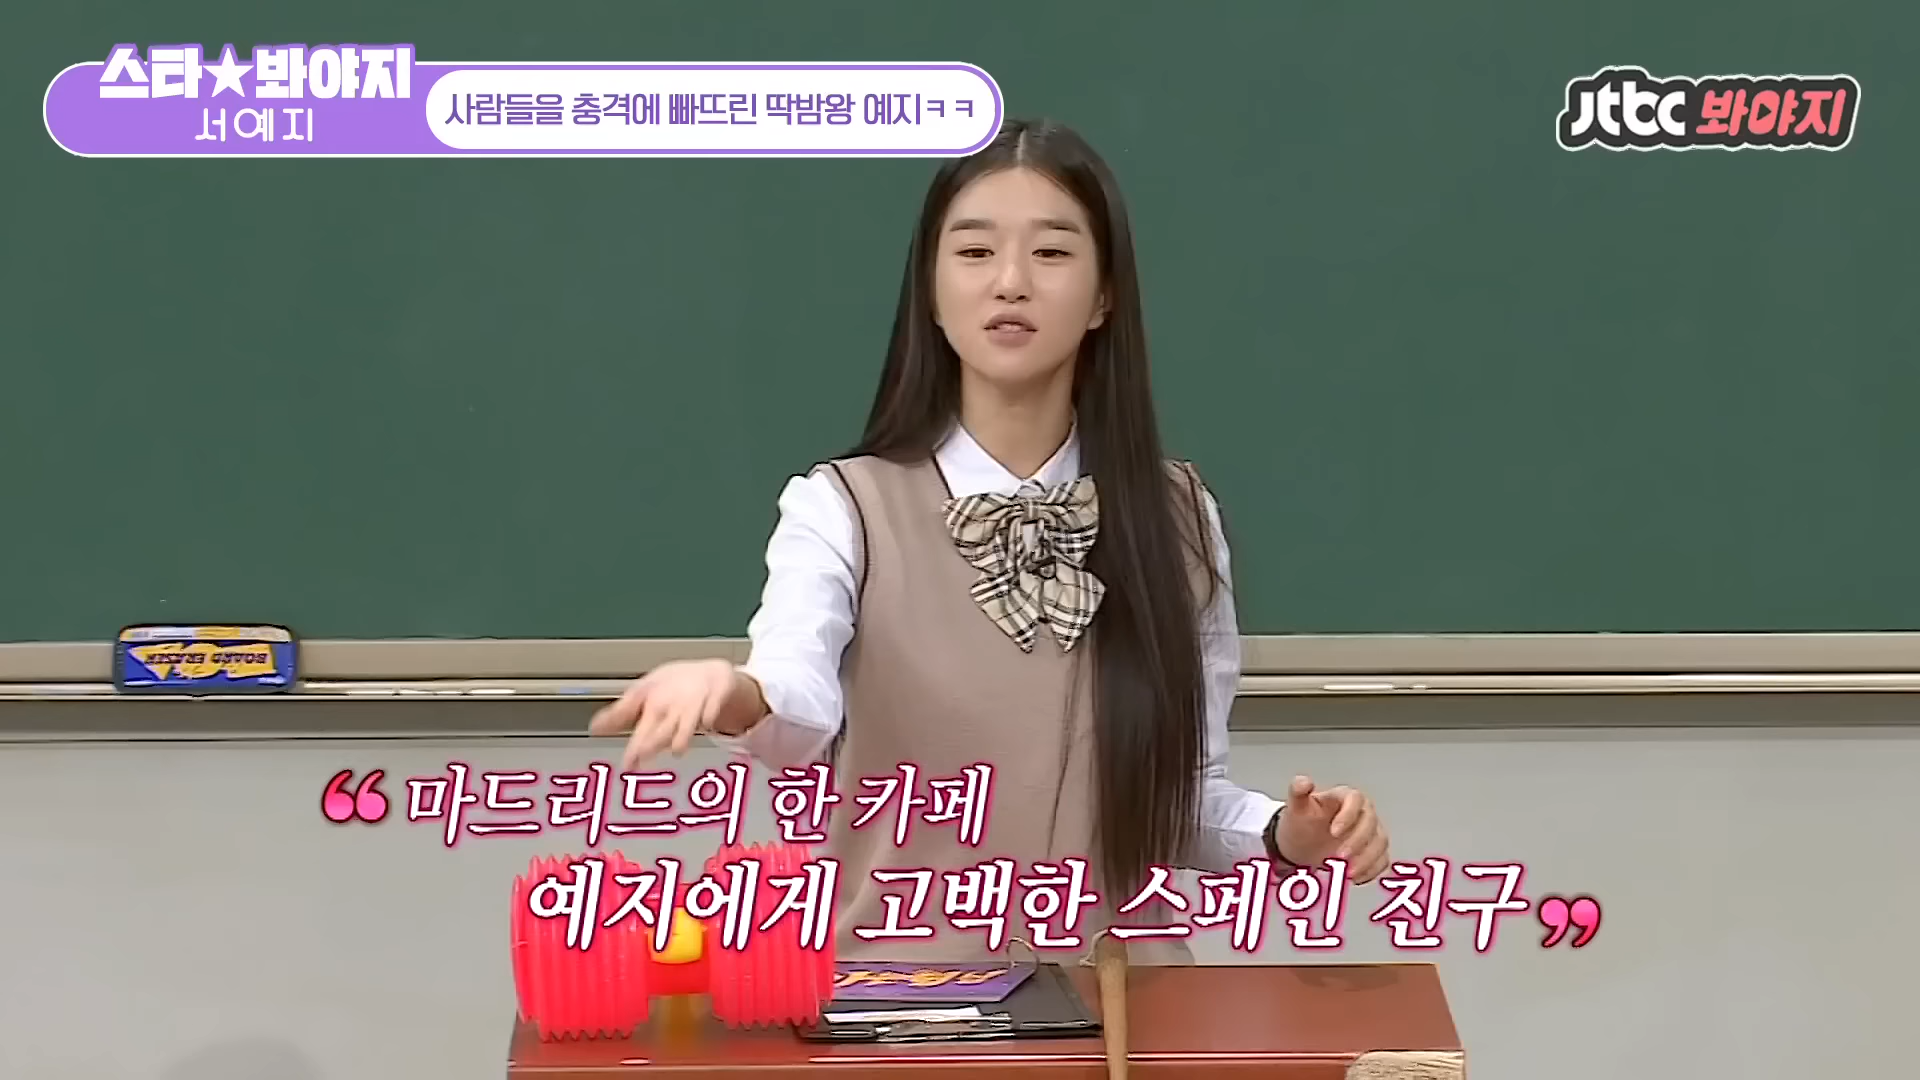 스타★봐야지
서예지
사람들을 충격에 빠뜨린 딱밤왕 예지ㅋㅋ
Jtbc 봐야지
BOARD ERASER
❝ 마드리드의 한 카페
예지에게 고백한 스페인 친구 ❞